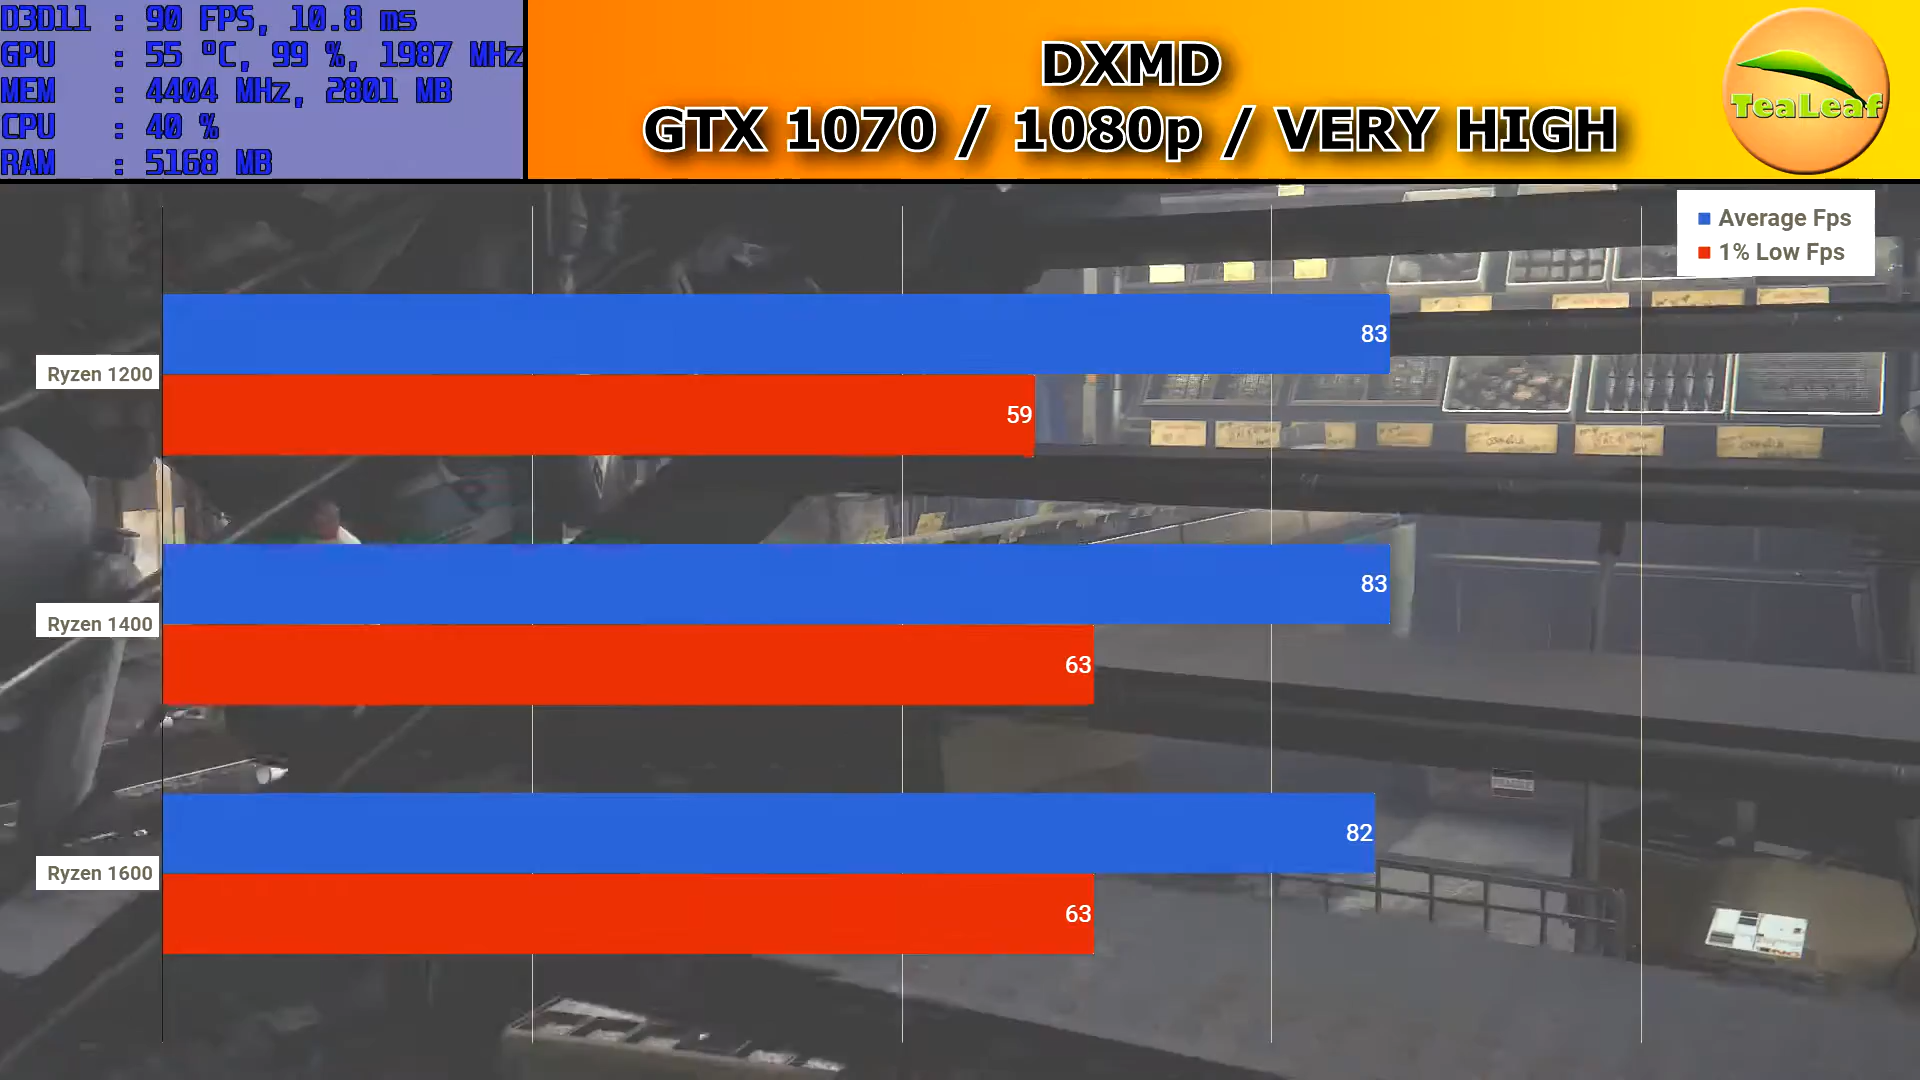 D3D11 : 90 FPS, 10.8 ms
GPU : 55 ºC, 99 %, 1987 MHz
MEM : 4404 MHz, 2801 MB
CPU : 40 %
RAM : 5168 MB
DXMD
GTX 1070 / 1080p / VERY HIGH
TeaLeaf
Average Fps
1% Low Fps
Ryzen 1200
83
59
Ryzen 1400
83
63
Ryzen 1600
82
63